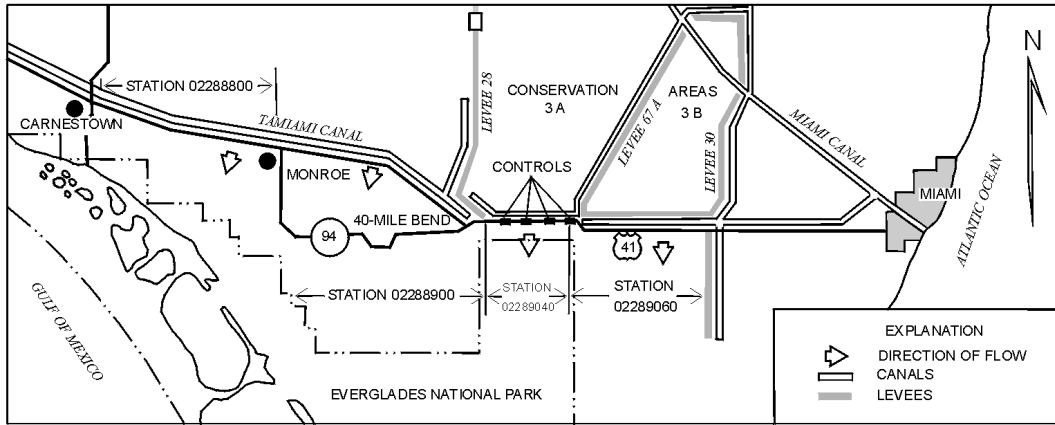 N
STATION 02288800
CARNESTOWN
TAMIAMI CANAL
LEVEE 28
CONSERVATION
3 A
AREAS
3 B
LEVEE 67 A
LEVEE 30
MIAMI CANAL
MIAMI
ATLANTIC OCEAN
MONROE
CONTROLS
40-MILE BEND
94
41
STATION 02288900
STATION
02289040
STATION
02289060
GULF OF MEXICO
EVERGLADES NATIONAL PARK
EXPLANATION
DIRECTION OF FLOW
CANALS
LEVEES